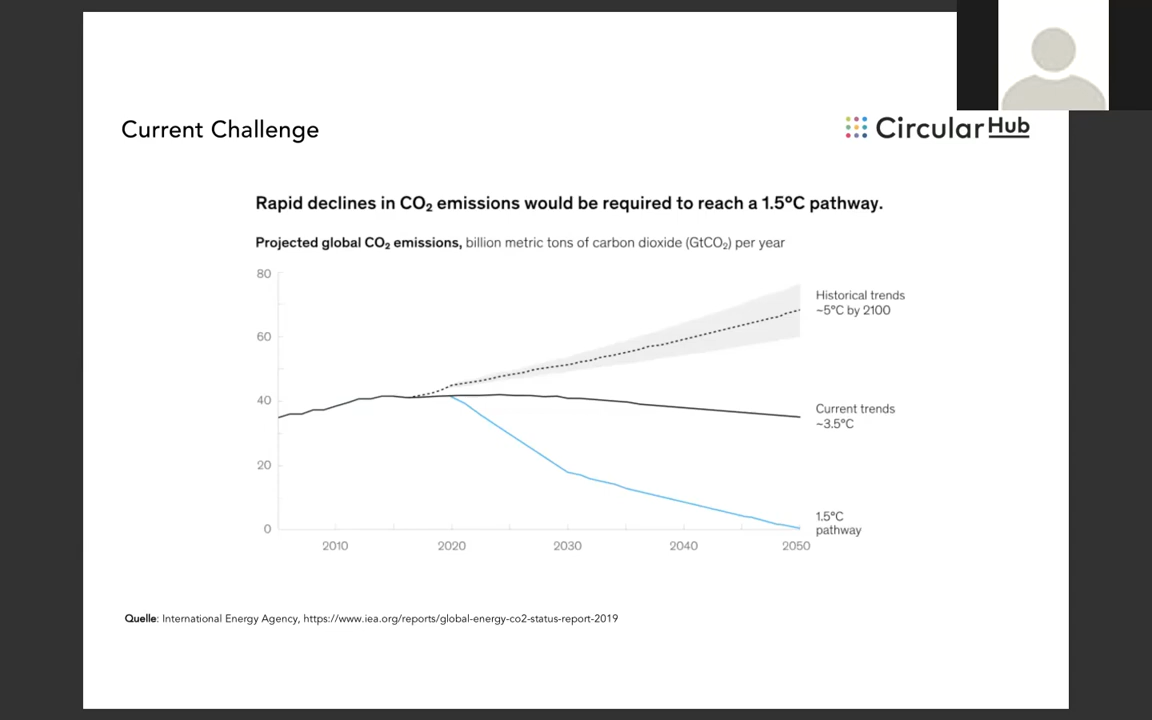 Current Challenge
CircularHub
Rapid declines in CO₂ emissions would be required to reach a 1.5°C pathway.
Projected global CO₂ emissions, billion metric tons of carbon dioxide (GtCO₂) per year
80
60
40
20
0
Historical trends
~5°C by 2100
Current trends
~3.5°C
1.5°C
pathway
2010 2020 2030 2040 2050
Quelle: International Energy Agency, https://www.iea.org/reports/global-energy-co2-status-report-2019